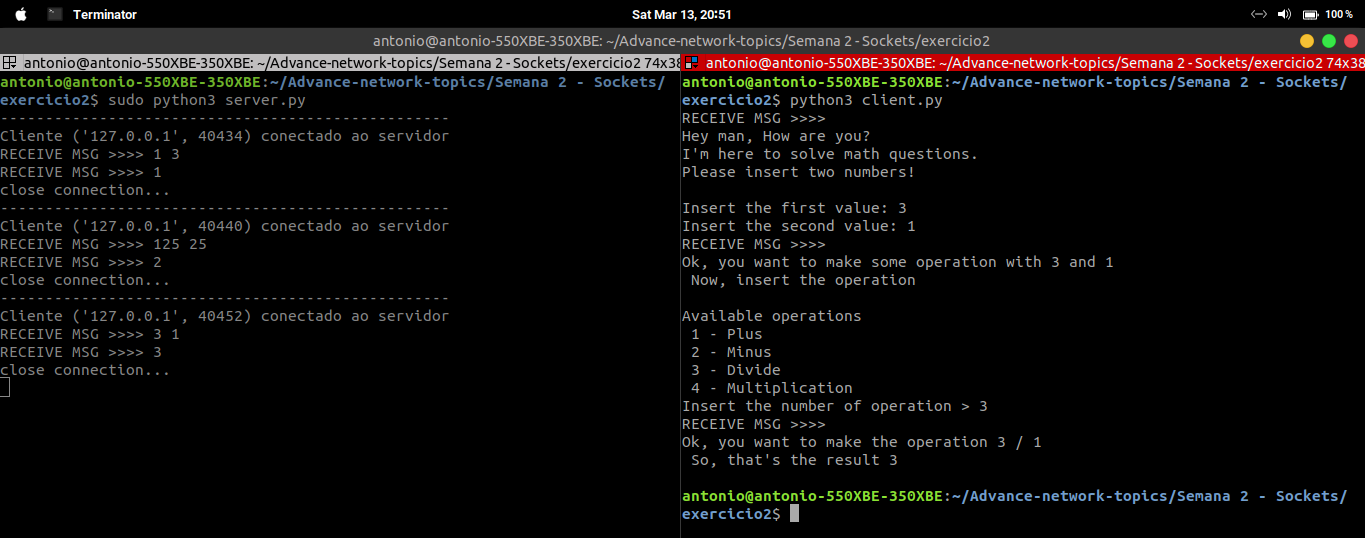 Terminator
Sat Mar 13, 20:51
100 %
antonio@antonio-550XBE-350XBE: ~/Advance-network-topics/Semana 2 - Sockets/exercicio2
antonio@antonio-550XBE-350XBE: ~/Advance-network-topics/Semana 2 - Sockets/exercicio2 74x38
antonio@antonio-550XBE-350XBE:~/Advance-network-topics/Semana 2 - Sockets/
exercicio2$ sudo python3 server.py
--------------------------------------------------
Cliente ('127.0.0.1', 40434) conectado ao servidor
RECEIVE MSG >>>> 1 3
RECEIVE MSG >>>> 1
close connection...
--------------------------------------------------
Cliente ('127.0.0.1', 40440) conectado ao servidor
RECEIVE MSG >>>> 125 25
RECEIVE MSG >>>> 2
close connection...
--------------------------------------------------
Cliente ('127.0.0.1', 40452) conectado ao servidor
RECEIVE MSG >>>> 3 1
RECEIVE MSG >>>> 3
close connection...
antonio@antonio-550XBE-350XBE: ~/Advance-network-topics/Semana 2 - Sockets/exercicio2 74x38
antonio@antonio-550XBE-350XBE:~/Advance-network-topics/Semana 2 - Sockets/
exercicio2$ python3 client.py
RECEIVE MSG >>>>
Hey man, How are you?
I'm here to solve math questions.
Please insert two numbers!
Insert the first value: 3
Insert the second value: 1
RECEIVE MSG >>>>
Ok, you want to make some operation with 3 and 1
Now, insert the operation
Available operations
1 - Plus
2 - Minus
3 - Divide
4 - Multiplication
Insert the number of operation > 3
RECEIVE MSG >>>>
Ok, you want to make the operation 3 / 1
So, that's the result 3
antonio@antonio-550XBE-350XBE:~/Advance-network-topics/Semana 2 - Sockets/
exercicio2$